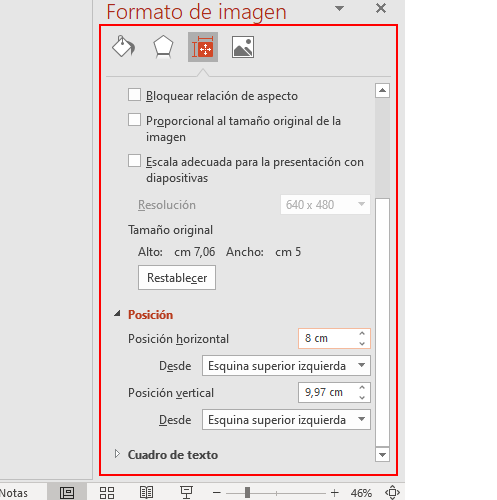 Formato de imagen
Bloquear relación de aspecto
Proporcional al tamaño original de la
imagen
Escala adecuada para la presentación con
diapositivas
Resolución 640 x 480
Tamaño original
Alto: cm 7,06 Ancho: cm 5
Restablecer
Posición
Posición horizontal 8 cm
Desde Esquina superior izquierda
Posición vertical 9,97 cm
Desde Esquina superior izquierda
Cuadro de texto
Notas 46%